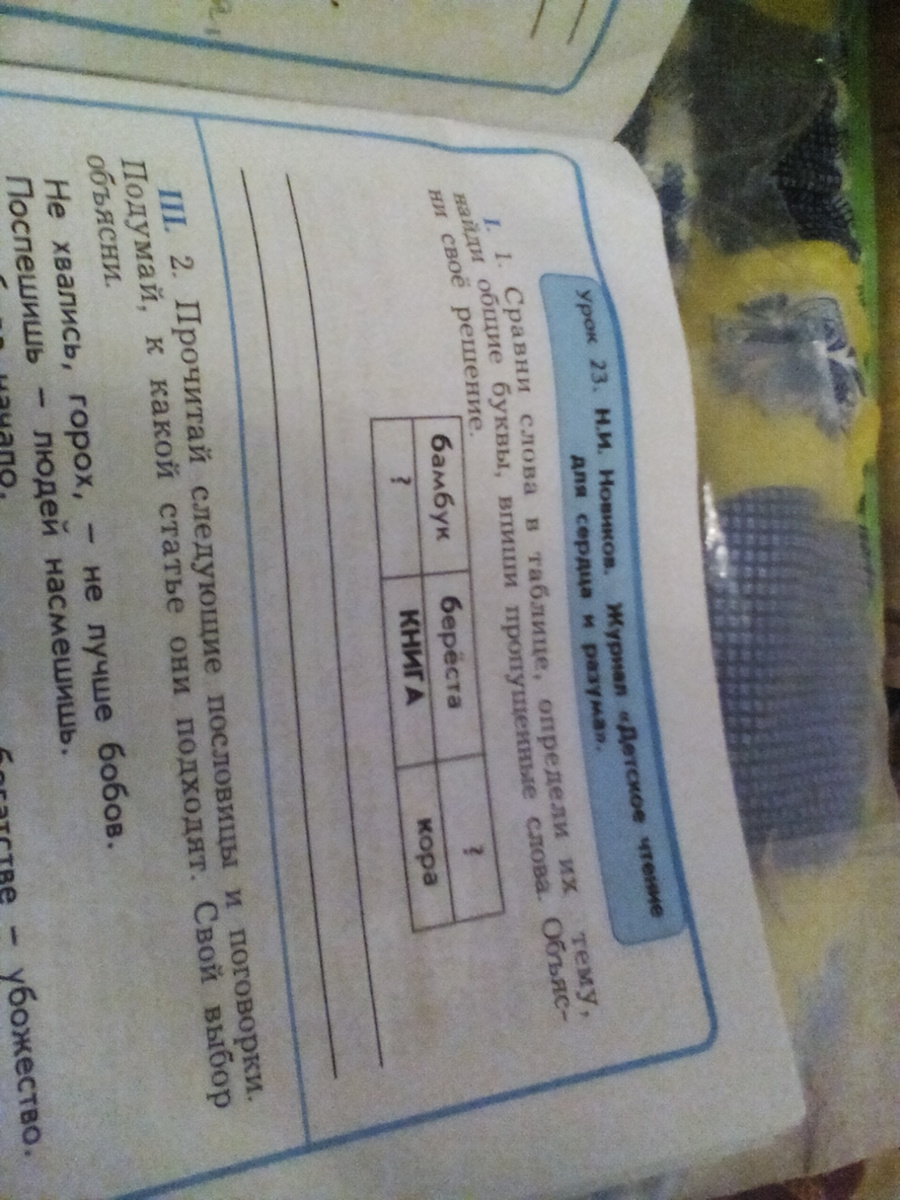 Урок 23. Н.И. Новиков. Журнал «Детское чтение
для сердца и разума».
I. 1. Сравни слова в таблице, определи их тему,
найди общие буквы, впиши пропущенные слова. Объяс-
ни своё решение.
бамбук берёста ?
? КНИГА кора
III. 2. Прочитай следующие пословицы и поговорки.
Подумай, к какой статье они подходят. Свой выбор
объясни.
Не хвались, горох, – не лучше бобов.
Поспешишь – людей насмешишь.
начало, богатстве – убожество.